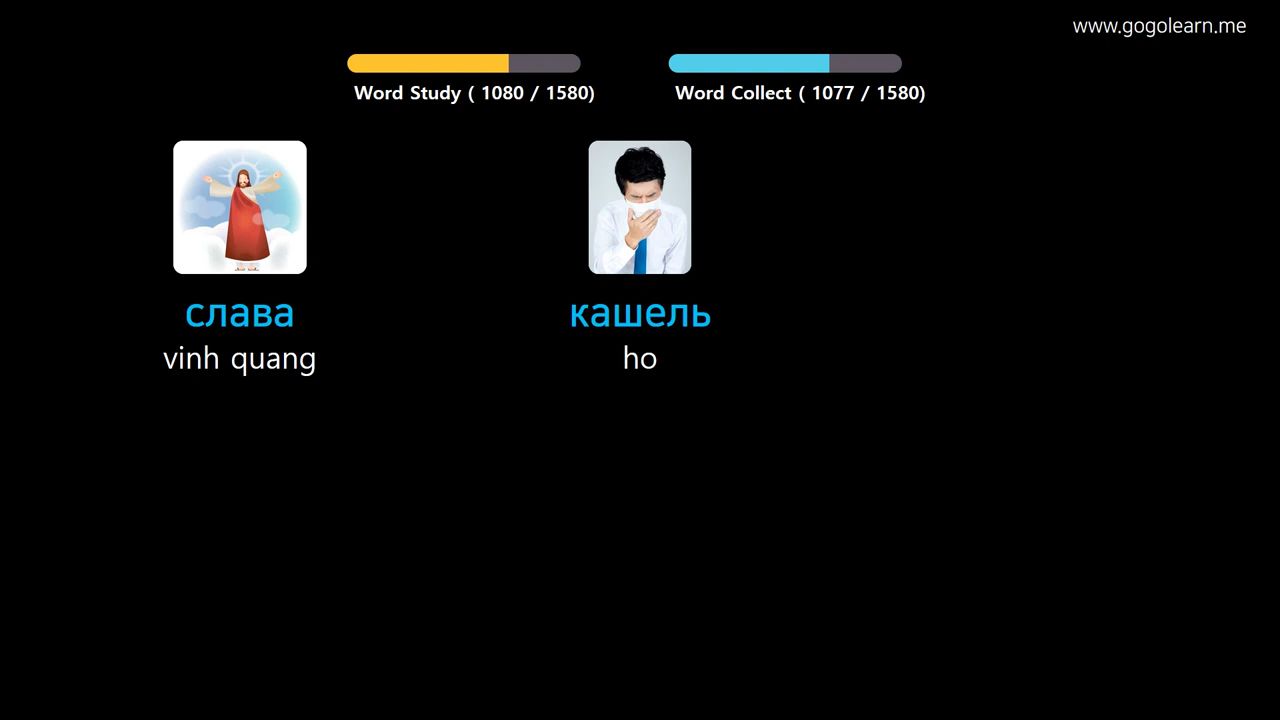 www.gogolearn.me
Word Study ( 1080 / 1580)
Word Collect ( 1077 / 1580)
слава
кашель
vinh quang
ho